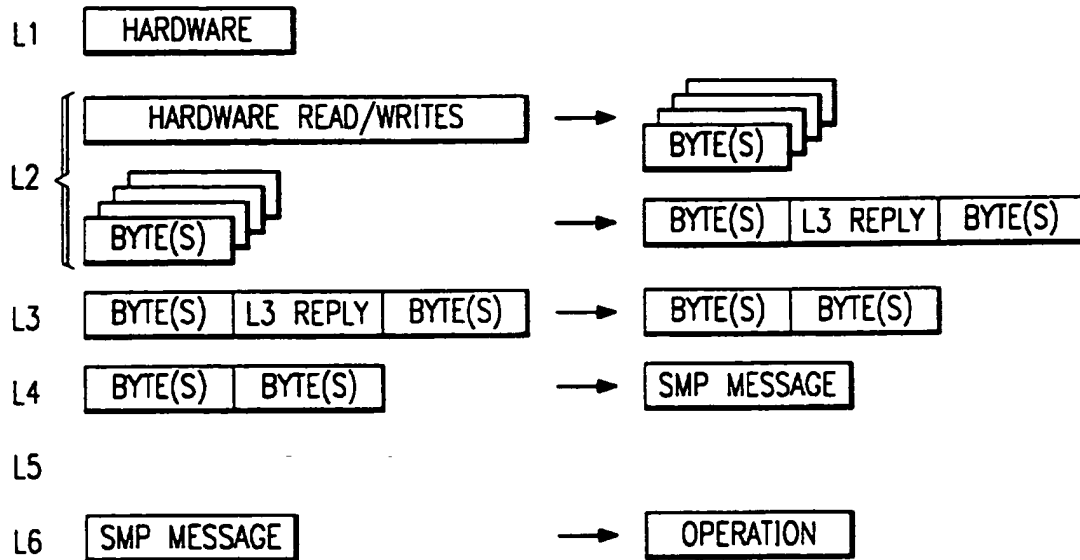 L1 HARDWARE
HARDWARE READ/WRITES BYTE(S)
L2
BYTE(S) BYTE(S) L3 REPLY BYTE(S)
L3 BYTE(S) L3 REPLY BYTE(S) BYTE(S) BYTE(S)
L4 BYTE(S) BYTE(S) SMP MESSAGE
L5
L6 SMP MESSAGE OPERATION